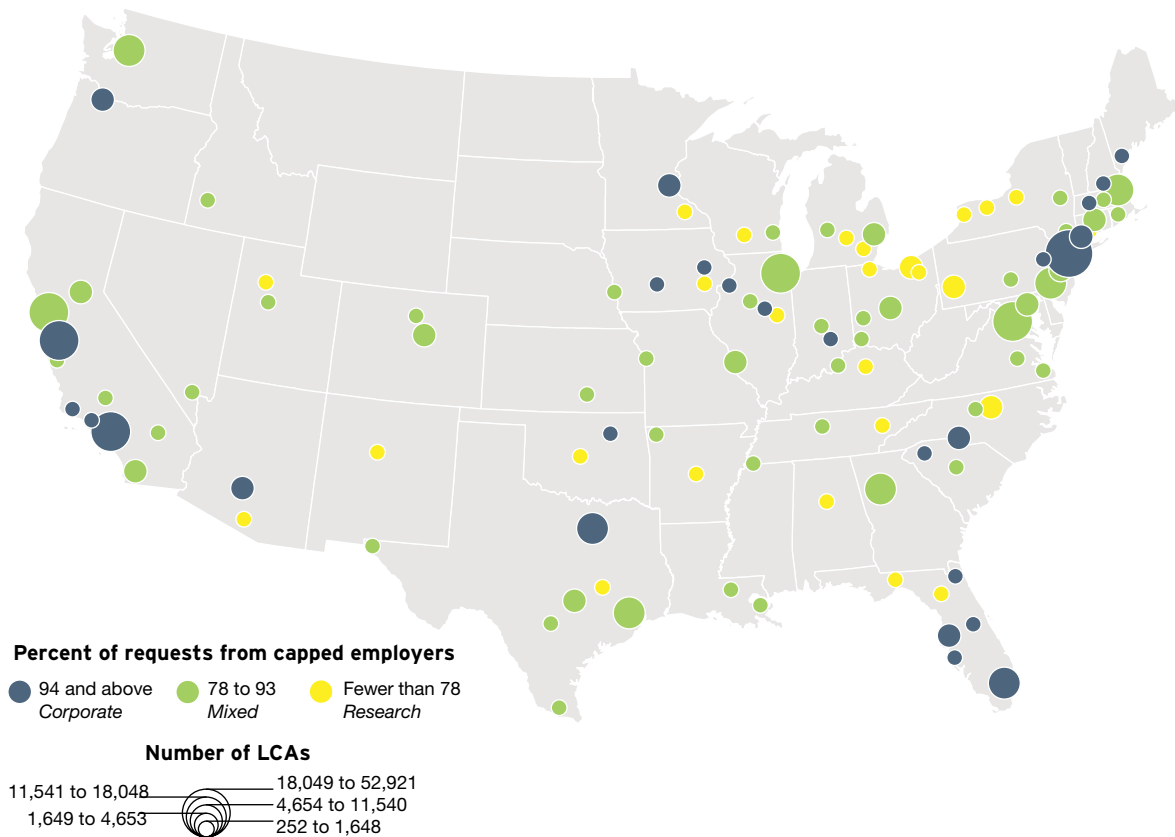 Percent of requests from capped employers
94 and above
Corporate
78 to 93
Mixed
Fewer than 78
Research
Number of LCAs
18,049 to 52,921
11,541 to 18,048
4,654 to 11,540
1,649 to 4,653
252 to 1,648